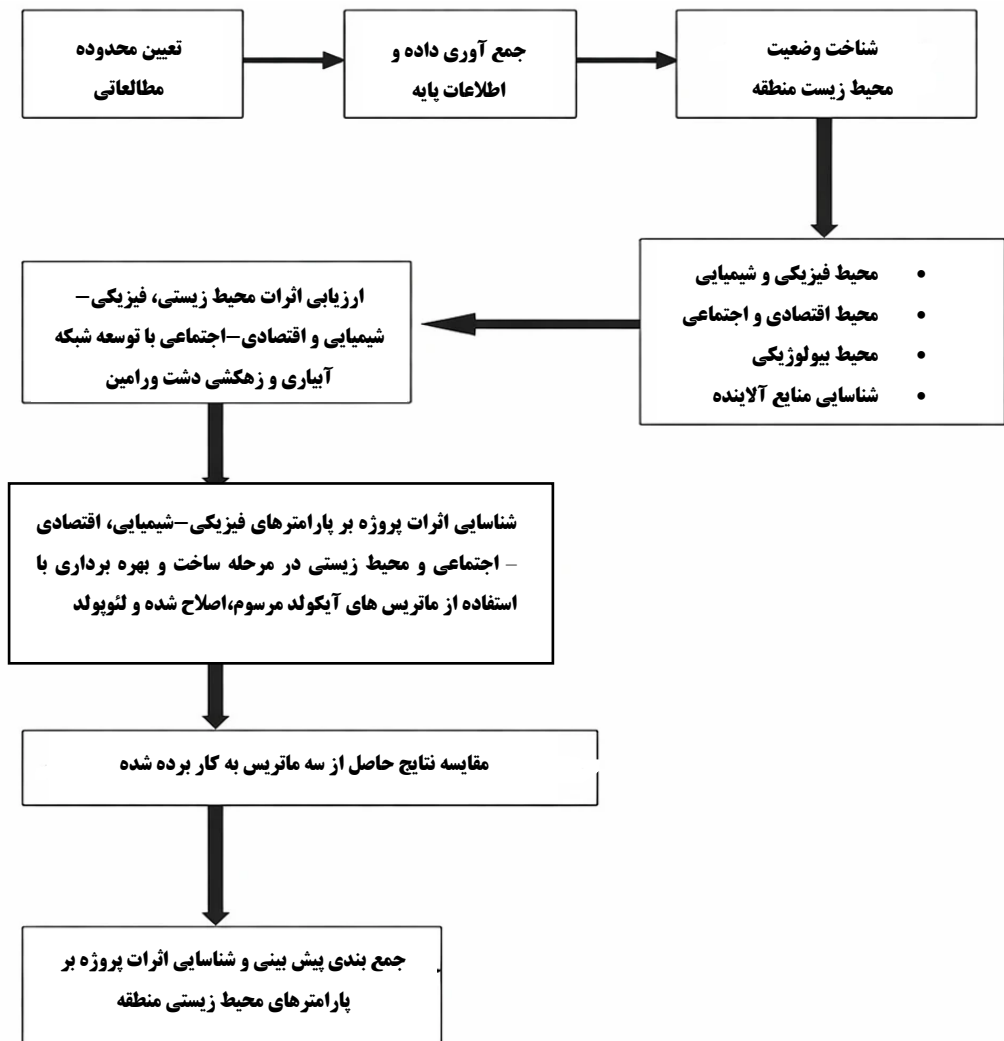 تعیین محدوده
مطالعاتی
جمع آوری داده و
اطلاعات پایه
شناخت وضعیت
محیط زیست منطقه
• محیط فیزیکی و شیمیایی
• محیط اقتصادی و اجتماعی
• محیط بیولوژیکی
• شناسایی منابع آلاینده
ارزیابی اثرات محیط زیستی، فیزیکی–
شیمیایی و اقتصادی–اجتماعی با توسعه شبکه
آبیاری و زهکشی دشت ورامین
شناسایی اثرات پروژه بر پارامترهای فیزیکی–شیمیایی، اقتصادی
– اجتماعی و محیط زیستی در مرحله ساخت و بهره برداری با
استفاده از ماتریس های آیکولد مرسوم،اصلاح شده و لئوپولد
مقایسه نتایج حاصل از سه ماتریس به کار برده شده
جمع بندی پیش بینی و شناسایی اثرات پروژه بر
پارامترهای محیط زیستی منطقه